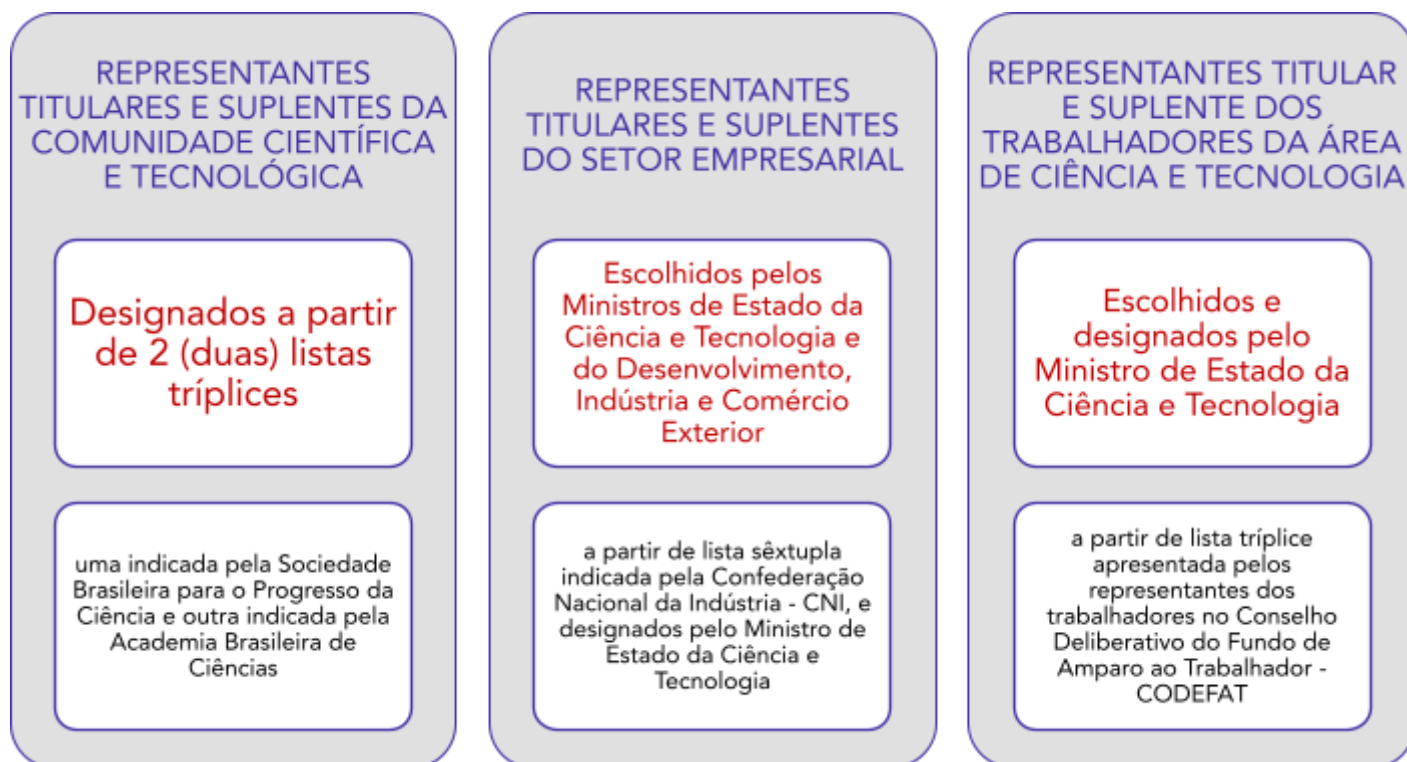 REPRESENTANTES
TITULARES E SUPLENTES DA
COMUNIDADE CIENTÍFICA
E TECNOLÓGICA
Designados a partir
de 2 (duas) listas
tríplices
uma indicada pela Sociedade
Brasileira para o Progresso da
Ciência e outra indicada pela
Academia Brasileira de
Ciências
REPRESENTANTES
TITULARES E SUPLENTES
DO SETOR EMPRESARIAL
Escolhidos pelos
Ministros de Estado da
Ciência e Tecnologia e
do Desenvolvimento,
Indústria e Comércio
Exterior
a partir de lista sêxtupla
indicada pela Confederação
Nacional da Indústria - CNI, e
designados pelo Ministro de
Estado da Ciência e
Tecnologia
REPRESENTANTES TITULAR
E SUPLENTE DOS
TRABALHADORES DA ÁREA
DE CIÊNCIA E TECNOLOGIA
Escolhidos e
designados pelo
Ministro de Estado da
Ciência e Tecnologia
a partir de lista tríplice
apresentada pelos
representantes dos
trabalhadores no Conselho
Deliberativo do Fundo de
Amparo ao Trabalhador -
CODEFAT